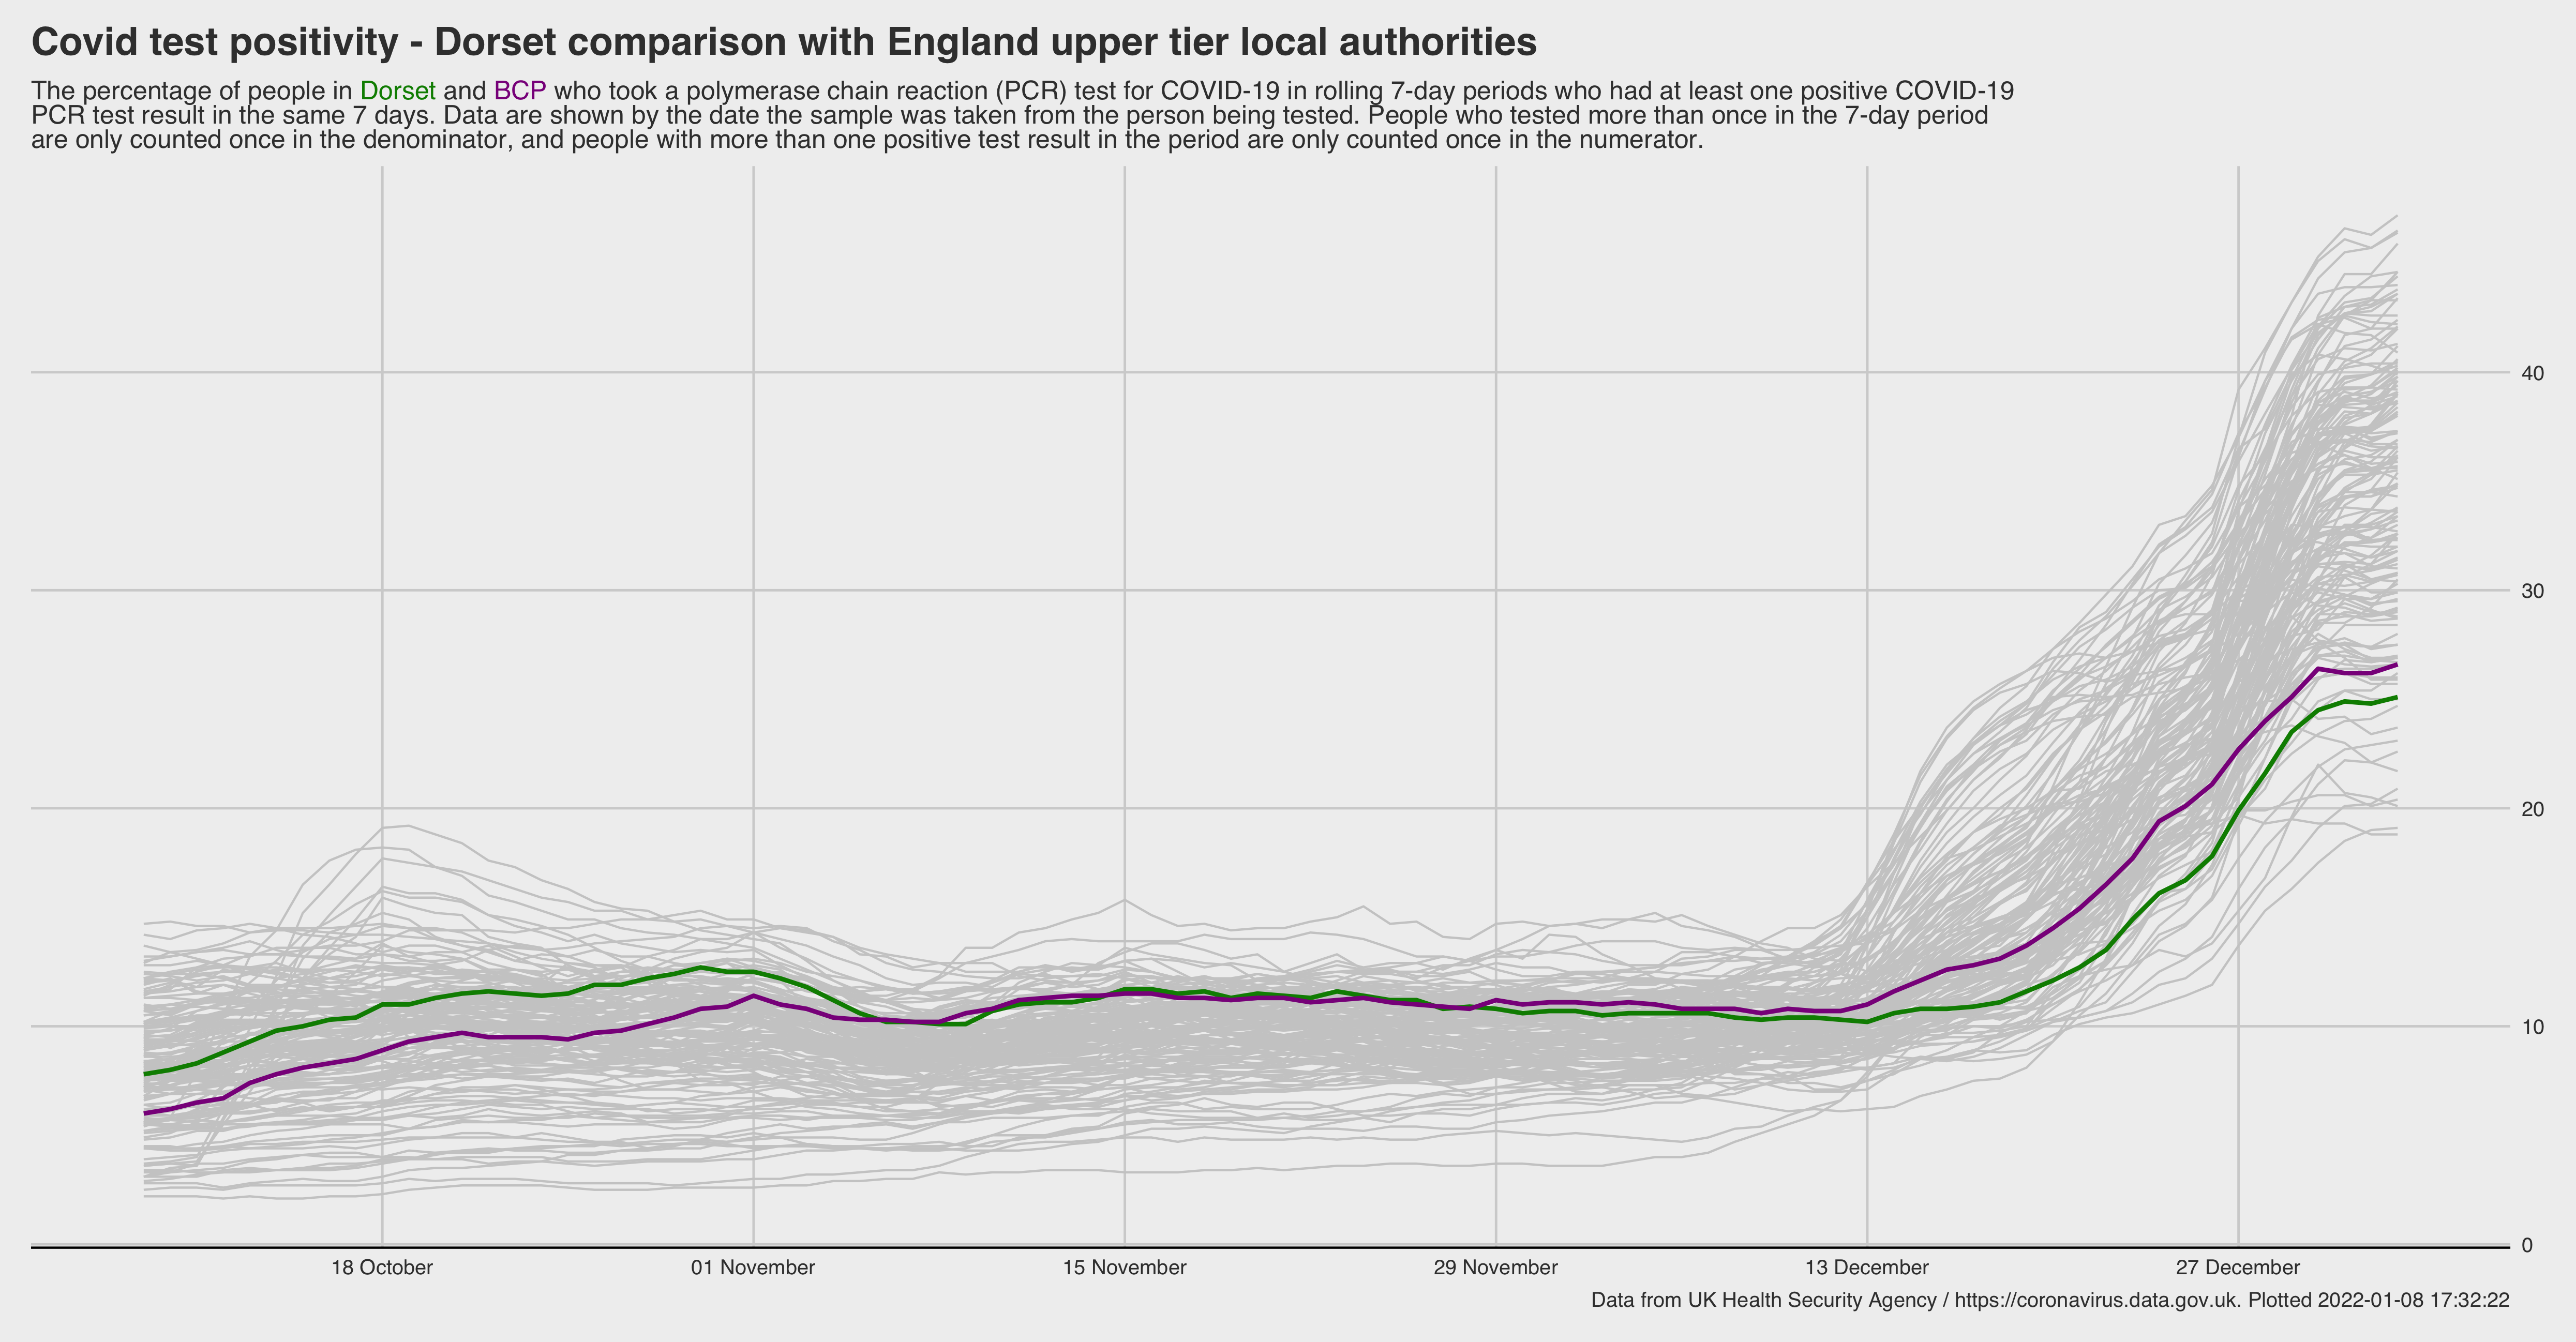 Covid test positivity - Dorset comparison with England upper tier local authorities
The percentage of people in Dorset and BCP who took a polymerase chain reaction (PCR) test for COVID-19 in rolling 7-day periods who had at least one positive COVID-19
PCR test result in the same 7 days. Data are shown by the date the sample was taken from the person being tested. People who tested more than once in the 7-day period
are only counted once in the denominator, and people with more than one positive test result in the period are only counted once in the numerator.
40
30
20
10
0
18 October
01 November
15 November
29 November
13 December
27 December
Data from UK Health Security Agency / https://coronavirus.data.gov.uk. Plotted 2022-01-08 17:32:22